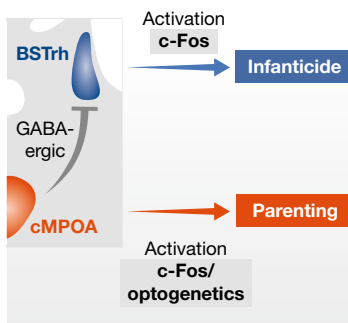 Activation
c-Fos
BSTrh
Infanticide
GABA-
ergic
Parenting
cMPOA
Activation
c-Fos/
optogenetics